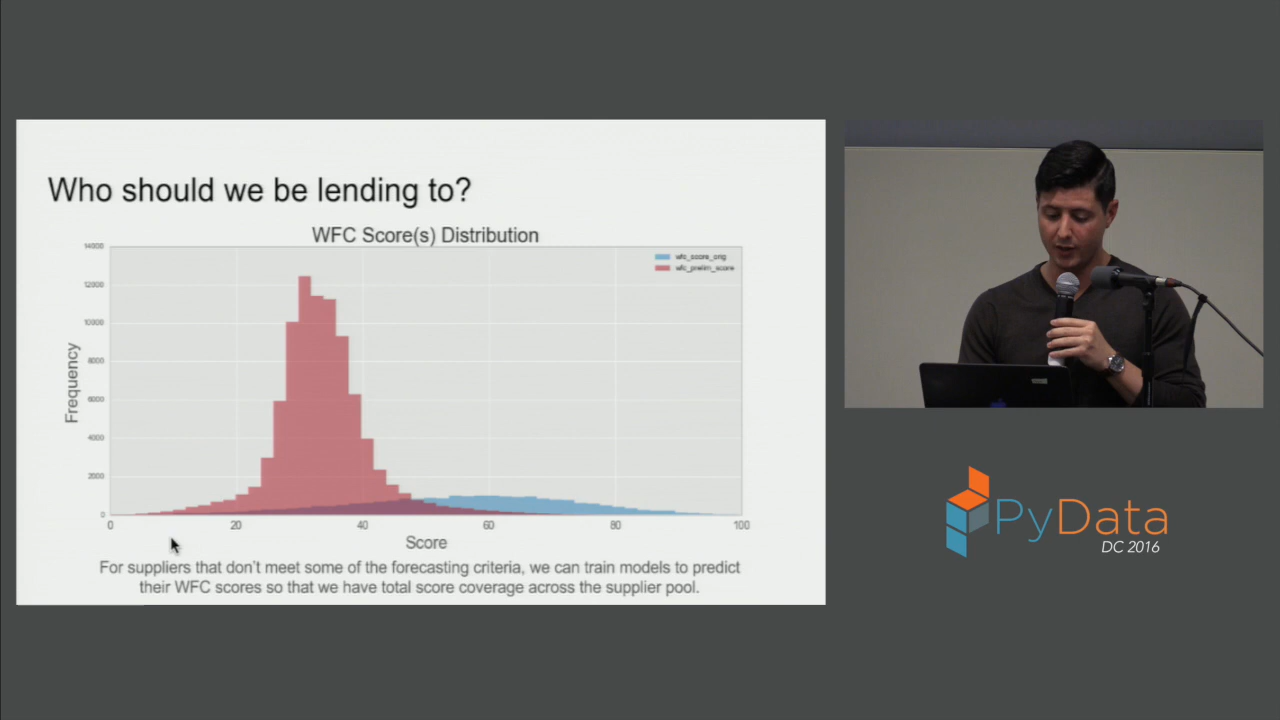 Who should we be lending to?
WFC Score(s) Distribution
14000
12000
10000
8000
6000
4000
2000
0
Frequency
wfc_score_orig
wfc_prelim_score
0 20 40 60 80 100
Score
For suppliers that don't meet some of the forecasting criteria, we can train models to predict
their WFC scores so that we have total score coverage across the supplier pool.
PyData
DC 2016